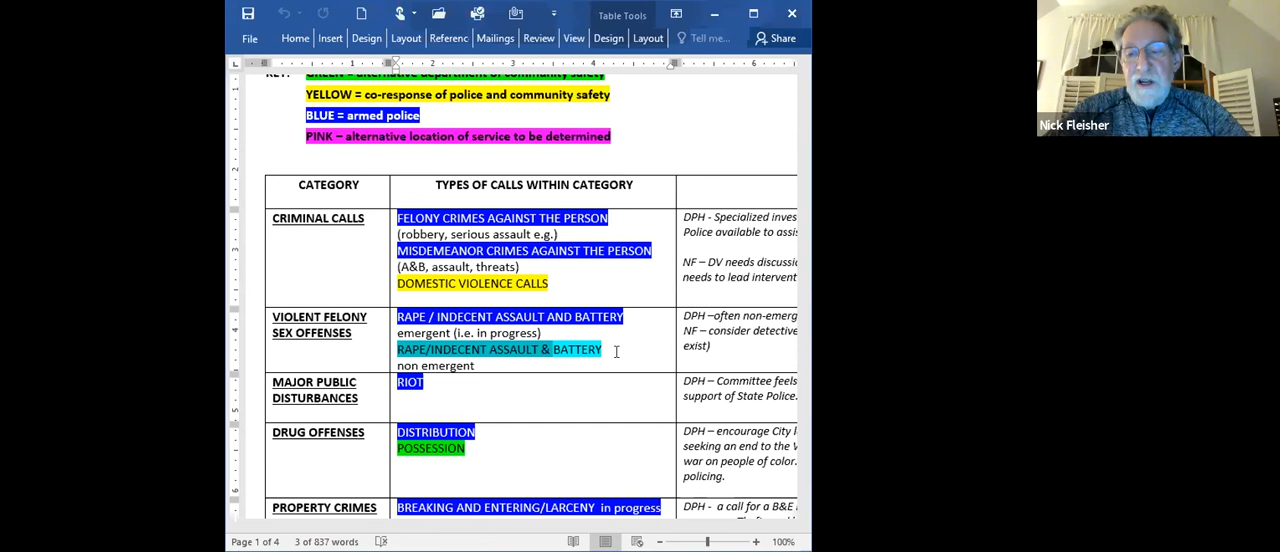 Table Tools
File Home Insert Design Layout Referenc Mailings Review View Design Layout Tell me... Share
1 2 4 6
YELLOW = co-response of police and community safety
BLUE = armed police
PINK – alternative location of service to be determined
CATEGORY
TYPES OF CALLS WITHIN CATEGORY
CRIMINAL CALLS
FELONY CRIMES AGAINST THE PERSON
(robbery, serious assault e.g.)
MISDEMEANOR CRIMES AGAINST THE PERSON
(A&B, assault, threats)
DOMESTIC VIOLENCE CALLS
DPH - Specialized inves
Police available to assis
NF – DV needs discussi
needs to lead intervent
VIOLENT FELONY
SEX OFFENSES
RAPE / INDECENT ASSAULT AND BATTERY
emergent (i.e. in progress)
RAPE/INDECENT ASSAULT & BATTERY
non emergent
DPH –often non-emerg
NF – consider detective
exist)
MAJOR PUBLIC
DISTURBANCES
RIOT
DPH – Committee feels
support of State Police.
DRUG OFFENSES
DISTRIBUTION
POSSESSION
DPH – encourage City l
seeking an end to the V
war on people of color.
policing.
PROPERTY CRIMES
BREAKING AND ENTERING/LARCENY in progress
DPH - a call for a B&E
Page 1 of 4 3 of 837 words 100%
Nick Fleisher